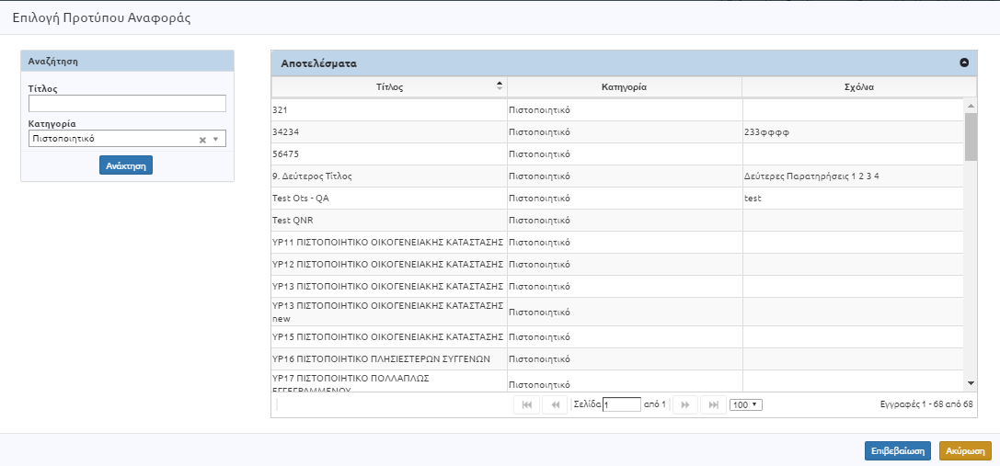 Επιλογή Προτύπου Αναφοράς
Αναζήτηση
Τίτλος
Κατηγορία
Πιστοποιητικό
Ανάκτηση
Αποτελέσματα
Τίτλος Κατηγορία Σχόλια
321 Πιστοποιητικό
34234 Πιστοποιητικό 233φφφφ
56475 Πιστοποιητικό
9. Δεύτερος Τίτλος Πιστοποιητικό Δεύτερες Παρατηρήσεις 1 2 3 4
Test Ots - QA Πιστοποιητικό test
Test QNR Πιστοποιητικό
ΥΡ11 ΠΙΣΤΟΠΟΙΗΤΙΚΟ ΟΙΚΟΓΕΝΕΙΑΚΗΣ ΚΑΤΑΣΤΑΣΗΣ Πιστοποιητικό
ΥΡ12 ΠΙΣΤΟΠΟΙΗΤΙΚΟ ΟΙΚΟΓΕΝΕΙΑΚΗΣ ΚΑΤΑΣΤΑΣΗΣ Πιστοποιητικό
ΥΡ13 ΠΙΣΤΟΠΟΙΗΤΙΚΟ ΟΙΚΟΓΕΝΕΙΑΚΗΣ ΚΑΤΑΣΤΑΣΗΣ Πιστοποιητικό
ΥΡ13 ΠΙΣΤΟΠΟΙΗΤΙΚΟ ΟΙΚΟΓΕΝΕΙΑΚΗΣ ΚΑΤΑΣΤΑΣΗΣ
new Πιστοποιητικό
ΥΡ15 ΠΙΣΤΟΠΟΙΗΤΙΚΟ ΟΙΚΟΓΕΝΕΙΑΚΗΣ ΚΑΤΑΣΤΑΣΗΣ Πιστοποιητικό
ΥΡ16 ΠΙΣΤΟΠΟΙΗΤΙΚΟ ΠΛΗΣΙΕΣΤΕΡΩΝ ΣΥΓΓΕΝΩΝ Πιστοποιητικό
ΥΡ17 ΠΙΣΤΟΠΟΙΗΤΙΚΟ ΠΟΛΛΑΠΛΩΣ
ΕΓΓΕΓΡΑΜΜΕΝΟΥ Πιστοποιητικό
Σελίδα 1 από 1 100 Εγγραφές 1 - 68 από 68
Επιβεβαίωση Ακύρωση